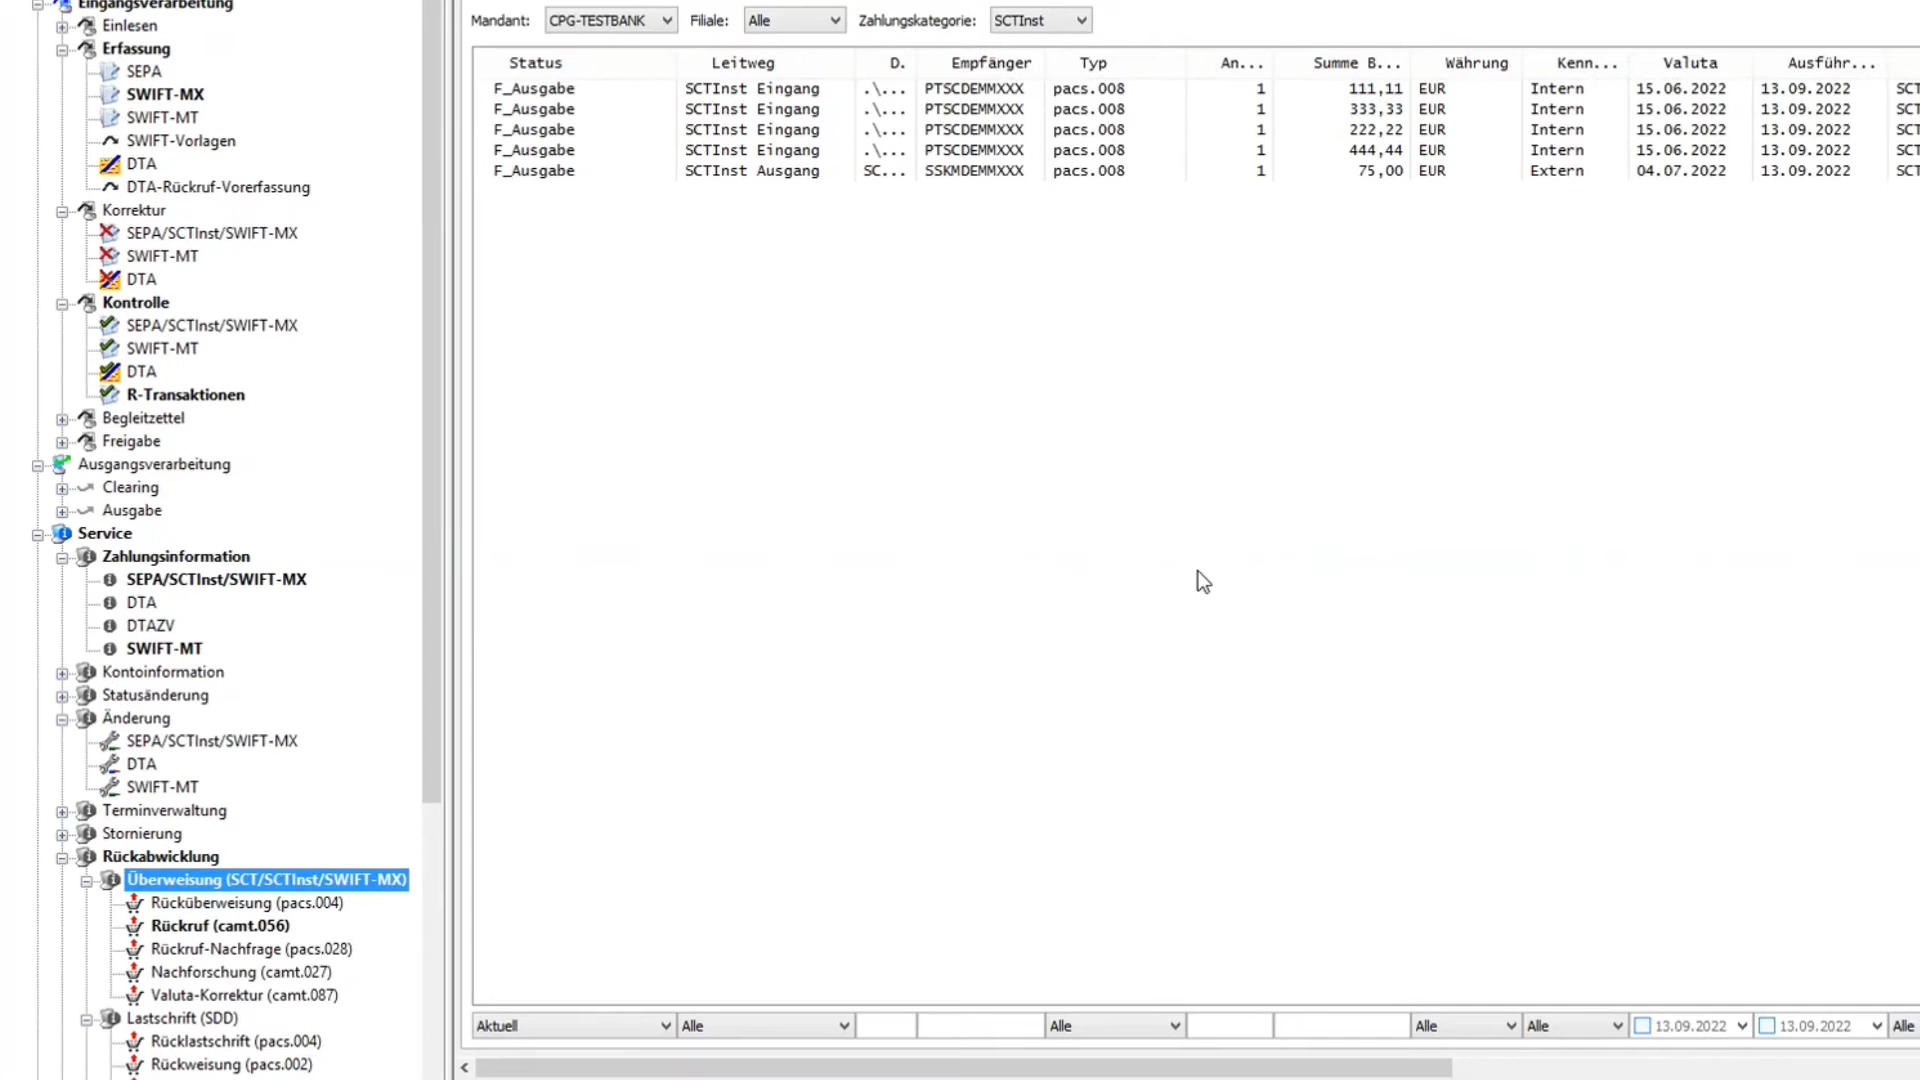 Eingangsverarbeitung
Einlesen
Erfassung
SEPA
SWIFT-MX
SWIFT-MT
SWIFT-Vorlagen
DTA
DTA-Rückruf-Vorerfassung
Korrektur
SEPA/SCTInst/SWIFT-MX
SWIFT-MT
DTA
Kontrolle
SEPA/SCTInst/SWIFT-MX
SWIFT-MT
DTA
R-Transaktionen
Begleitzettel
Freigabe
Ausgangsverarbeitung
Clearing
Ausgabe
Service
Zahlungsinformation
SEPA/SCTInst/SWIFT-MX
DTA
DTAZV
SWIFT-MT
Kontoinformation
Statusänderung
Änderung
SEPA/SCTInst/SWIFT-MX
DTA
SWIFT-MT
Terminverwaltung
Stornierung
Rückabwicklung
Überweisung (SCT/SCTInst/SWIFT-MX)
Rücküberweisung (pacs.004)
Rückruf (camt.056)
Rückruf-Nachfrage (pacs.028)
Nachforschung (camt.027)
Valuta-Korrektur (camt.087)
Lastschrift (SDD)
Rücklastschrift (pacs.004)
Rückweisung (pacs.002)
Mandant: CPG-TESTBANK Filiale: Alle Zahlungskategorie: SCTInst
Status Leitweg D. Empfänger Typ An... Summe B... Währung Kenn... Valuta Ausführ...
F_Ausgabe SCTInst Eingang .\... PTSCDEMMXXX pacs.008 1 111,11 EUR Intern 15.06.2022 13.09.2022 SCT
F_Ausgabe SCTInst Eingang .\... PTSCDEMMXXX pacs.008 1 333,33 EUR Intern 15.06.2022 13.09.2022 SCT
F_Ausgabe SCTInst Eingang .\... PTSCDEMMXXX pacs.008 1 222,22 EUR Intern 15.06.2022 13.09.2022 SCT
F_Ausgabe SCTInst Eingang .\... PTSCDEMMXXX pacs.008 1 444,44 EUR Intern 15.06.2022 13.09.2022 SCT
F_Ausgabe SCTInst Ausgang SC... SSKMDEMMXXX pacs.008 1 75,00 EUR Extern 04.07.2022 13.09.2022 SCT
Aktuell Alle Alle Alle Alle 13.09.2022 13.09.2022 Alle